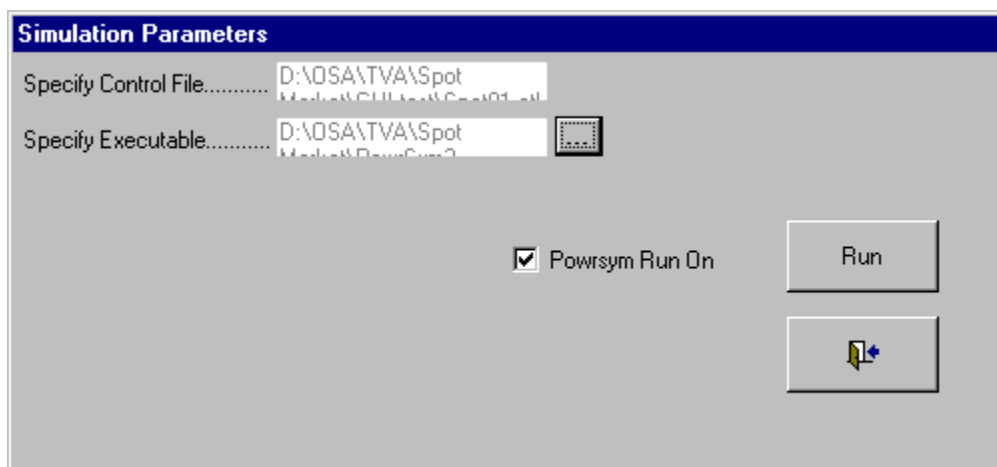 Simulation Parameters
Specify Control File........... D:\OSA\TVA\Spot
Specify Executable........... D:\OSA\TVA\Spot
...
Powrsym Run On
Run